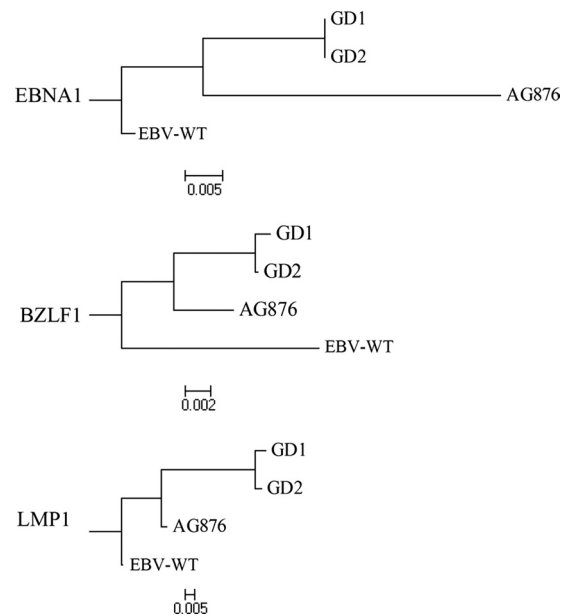 GD1
GD2
EBNA1
AG876
EBV-WT
0.005
GD1
GD2
BZLF1
AG876
EBV-WT
0.002
GD1
GD2
LMP1
AG876
EBV-WT
0.005